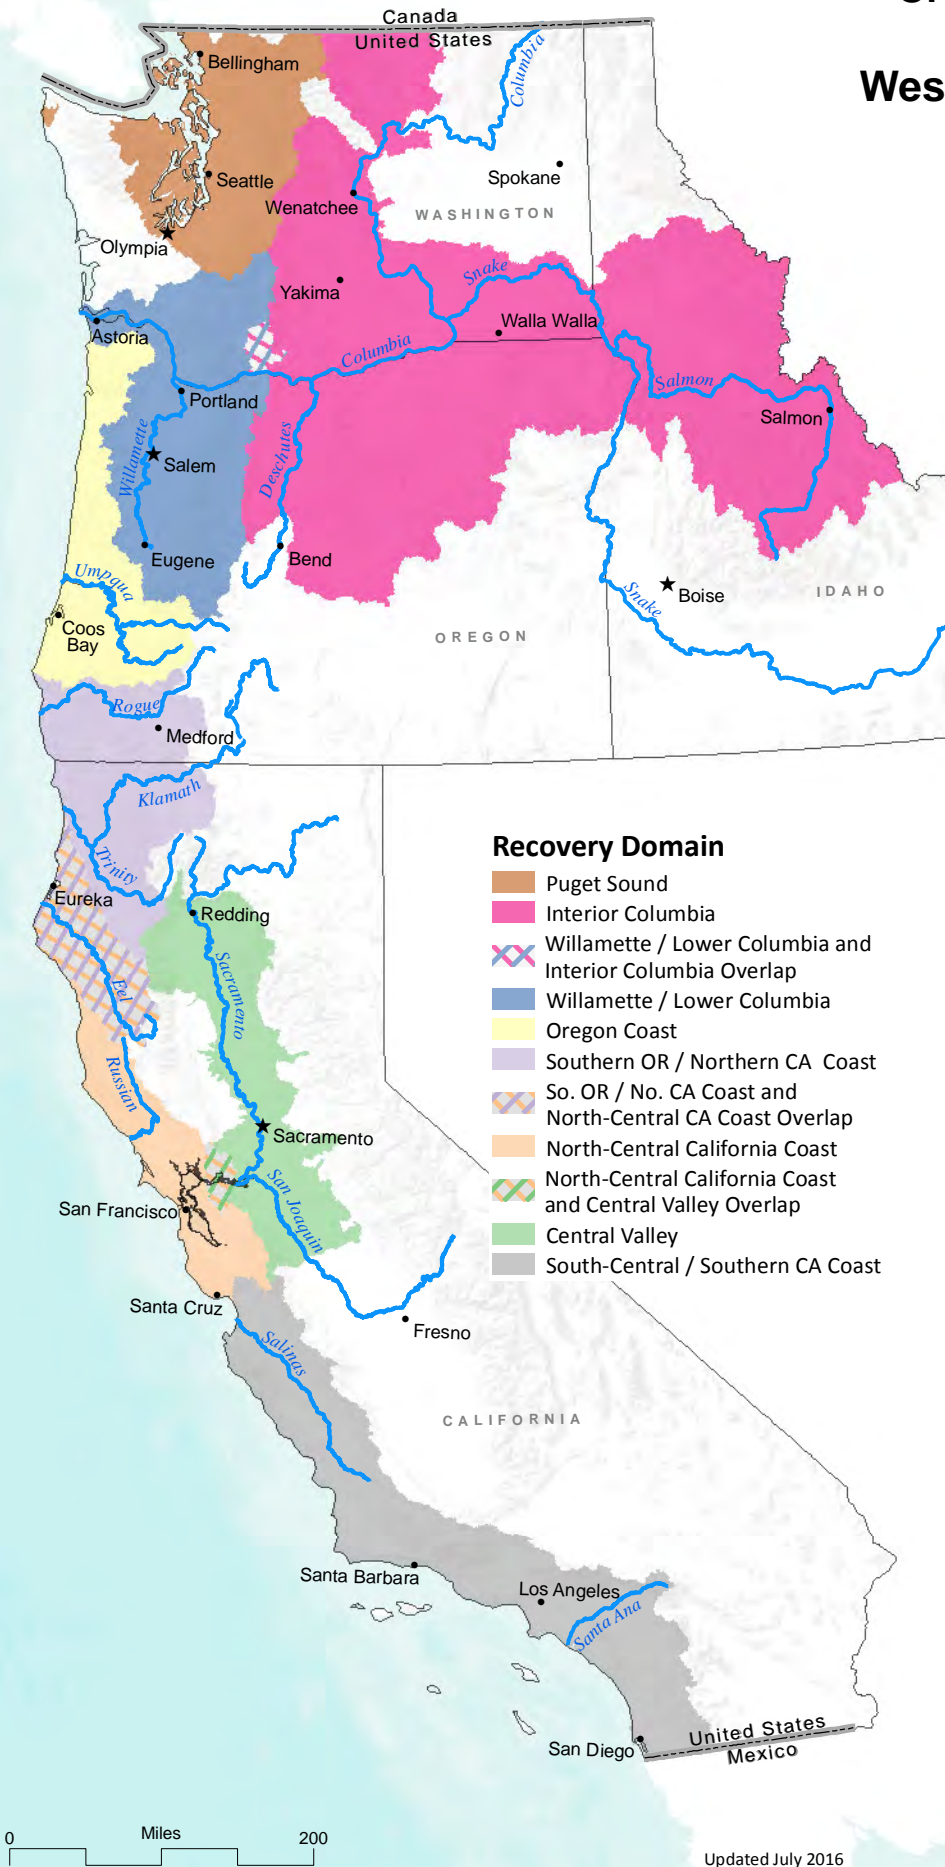 Canada
United States
Wes
Bellingham
Columbia
Seattle
Spokane
Wenatchee
WASHINGTON
Olympia
Yakima
Snake
Walla Walla
Astoria
Columbia
Portland
Salmon
Salmon
Willamette
Salem
Deschutes
Eugene
Bend
Umpqua
Snake
Boise
IDAHO
Coos
Bay
OREGON
Rogue
Medford
Klamath
Trinity
Eureka
Redding
Sacramento
Eel
Russian
Sacramento
San Joaquin
San Francisco
Santa Cruz
Fresno
Salinas
CALIFORNIA
Santa Barbara
Los Angeles
Santa Ana
San Diego
United States
Mexico
Recovery Domain
Puget Sound
Interior Columbia
Willamette / Lower Columbia and
Interior Columbia Overlap
Willamette / Lower Columbia
Oregon Coast
Southern OR / Northern CA Coast
So. OR / No. CA Coast and
North-Central CA Coast Overlap
North-Central California Coast
North-Central California Coast
and Central Valley Overlap
Central Valley
South-Central / Southern CA Coast
Miles
0 200
Updated July 2016